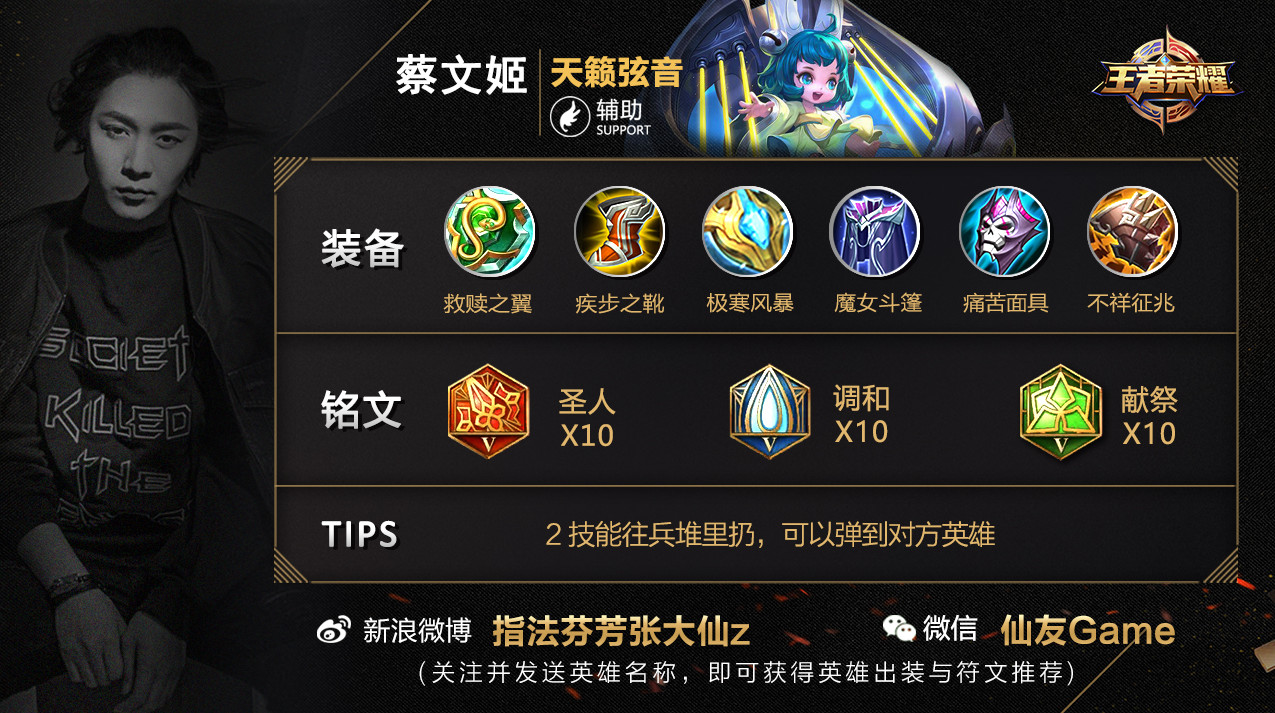 蔡文姬
天籁弦音
辅助
SUPPORT
王者荣耀
装备
救赎之翼 疾步之靴 极寒风暴 魔女斗篷 痛苦面具 不祥征兆
铭文
V 圣人 X10
V 调和 X10
V 献祭 X10
TIPS
2 技能往兵堆里扔，可以弹到对方英雄
新浪微博 指法芬芳张大仙z 微信 仙友Game
（关注并发送英雄名称，即可获得英雄出装与符文推荐）
SOCIETY
KILLED
THE